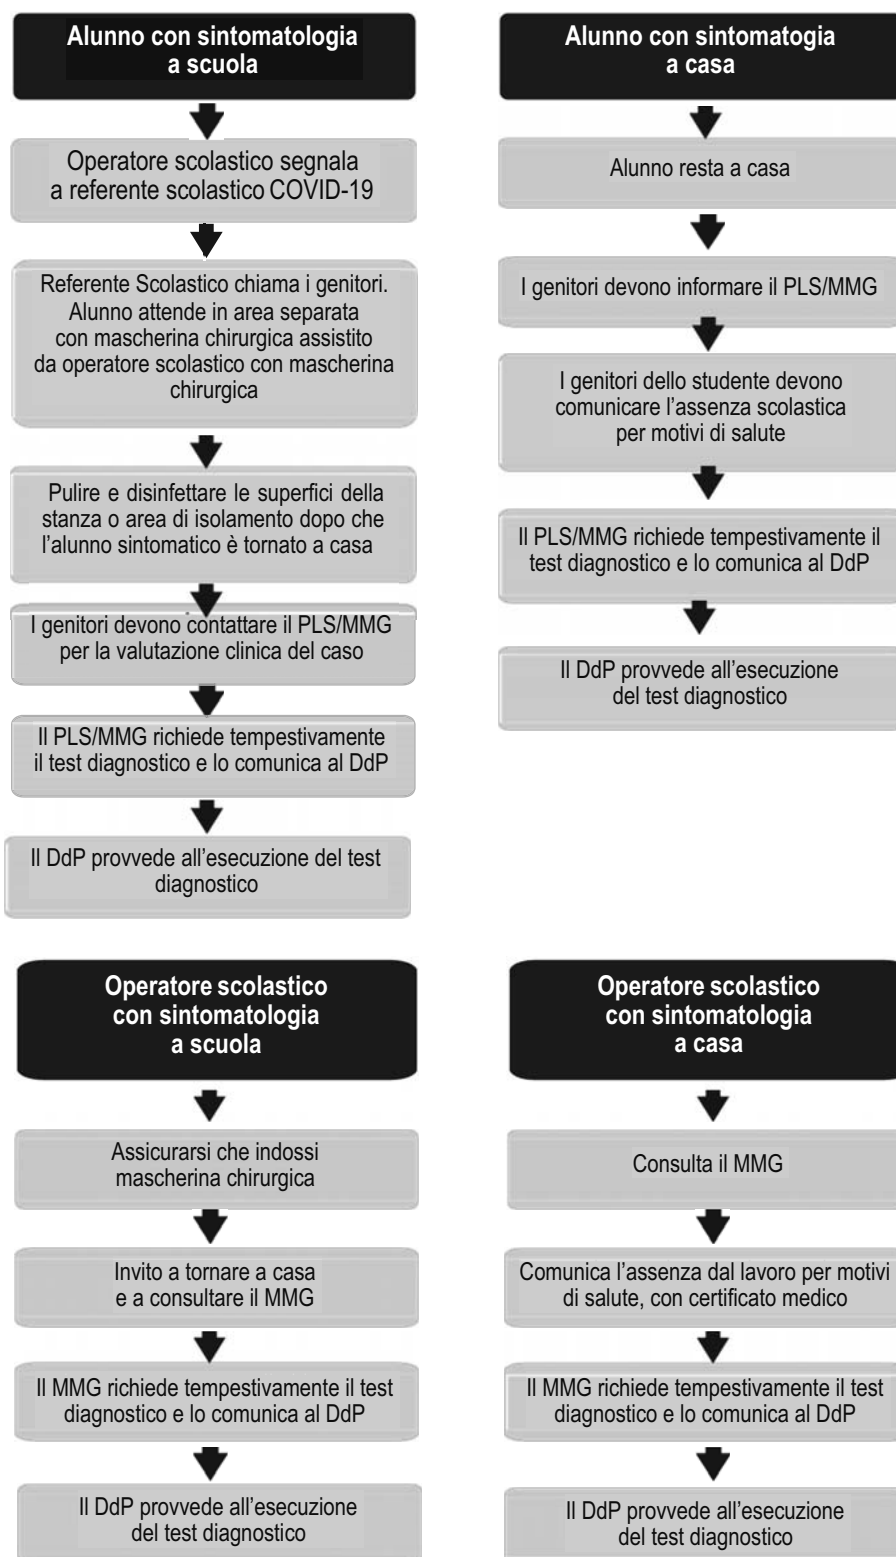 Alunno con sintomatologia
a scuola
Operatore scolastico segnala
a referente scolastico COVID-19
Referente Scolastico chiama i genitori.
Alunno attende in area separata
con mascherina chirurgica assistito
da operatore scolastico con mascherina
chirurgica
Pulire e disinfettare le superfici della
stanza o area di isolamento dopo che
l'alunno sintomatico è tornato a casa
I genitori devono contattare il PLS/MMG
per la valutazione clinica del caso
Il PLS/MMG richiede tempestivamente
il test diagnostico e lo comunica al DdP
Il DdP provvede all'esecuzione del test
diagnostico
Alunno con sintomatogia
a casa
Alunno resta a casa
I genitori devono informare il PLS/MMG
I genitori dello studente devono
comunicare l'assenza scolastica
per motivi di salute
Il PLS/MMG richiede tempestivamente il
test diagnostico e lo comunica al DdP
Il DdP provvede all'esecuzione
del test diagnostico
Operatore scolastico
con sintomatologia
a scuola
Assicurarsi che indossi
mascherina chirurgica
Invito a tornare a casa
e a consultare il MMG
Il MMG richiede tempestivamente il test
diagnostico e lo comunica al DdP
Il DdP provvede all'esecuzione
del test diagnostico
Operatore scolastico
con sintomatologia
a casa
Consulta il MMG
Comunica l'assenza dal lavoro per motivi
di salute, con certificato medico
Il MMG richiede tempestivamente il test
diagnostico e lo comunica al DdP
Il DdP provvede all'esecuzione
del test diagnostico